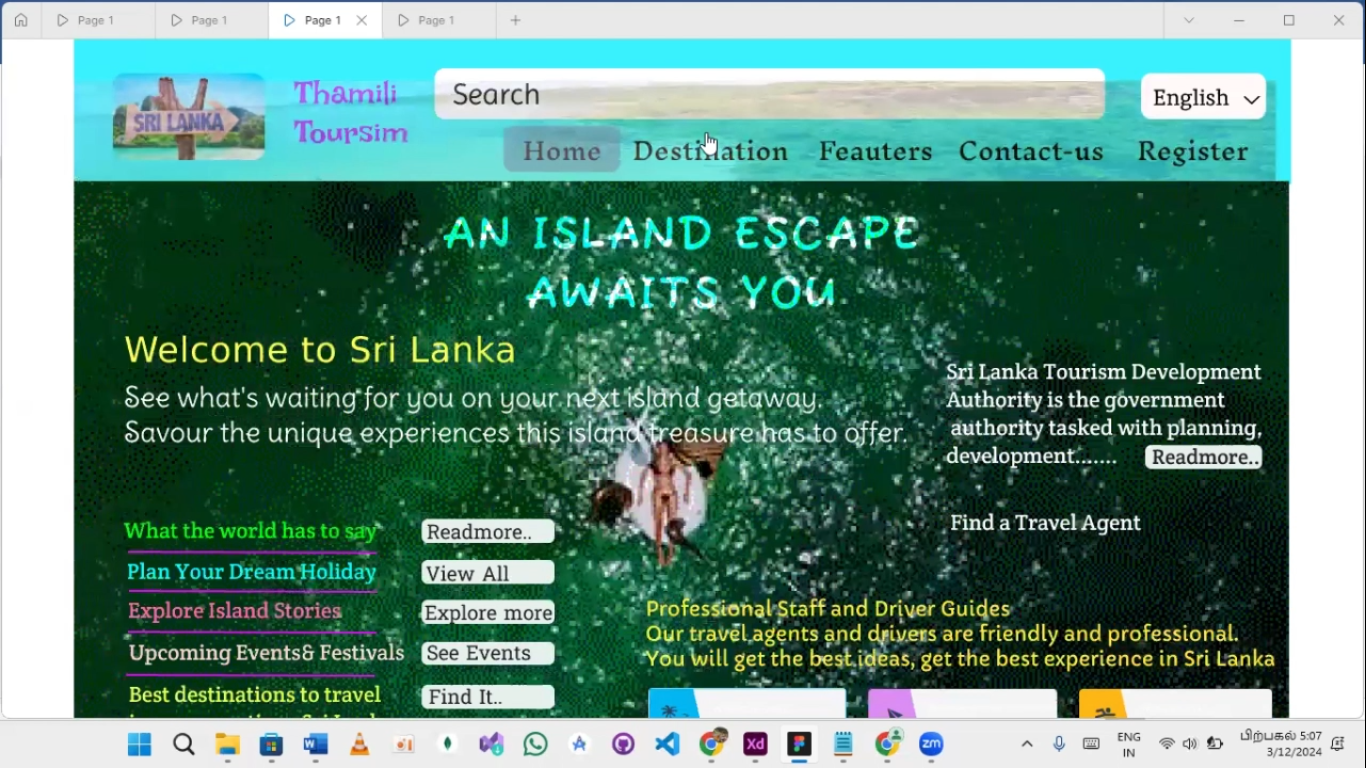 Page 1
Page 1
Page 1
Page 1
SRI LANKA
Thamili
Toursim
Search
English
Home Destination Feauters Contact-us Register
AN ISLAND ESCAPE
AWAITS YOU
Welcome to Sri Lanka
See what's waiting for you on your next island getaway.
Savour the unique experiences this island treasure has to offer.
Sri Lanka Tourism Development
Authority is the government
authority tasked with planning,
development.......
Readmore..
Find a Travel Agent
What the world has to say
Readmore..
Plan Your Dream Holiday
View All
Explore Island Stories
Explore more
Upcoming Events& Festivals
See Events
Best destinations to travel
Find It..
Professional Staff and Driver Guides
Our travel agents and drivers are friendly and professional.
You will get the best ideas, get the best experience in Sri Lanka
Xd
zm
ENG
IN
பிற்பகல் 5:07
3/12/2024